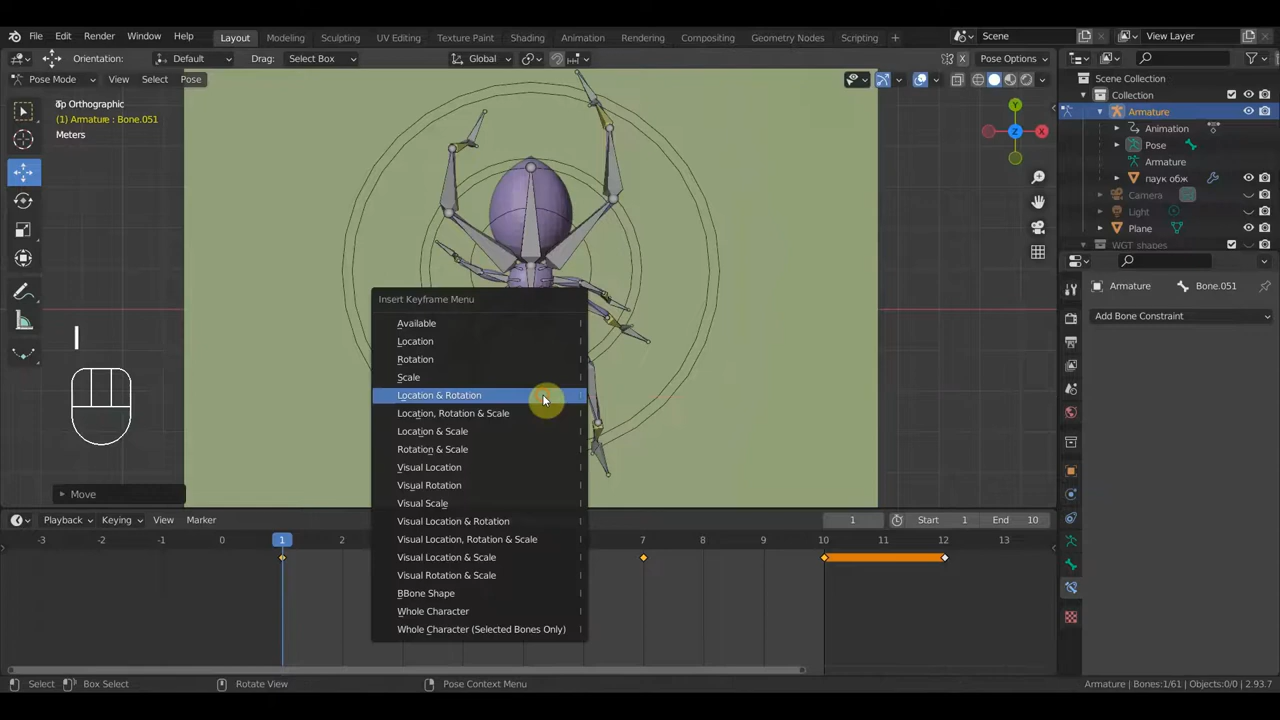 File Edit Render Window Help Layout Modeling Sculpting UV Editing Texture Paint Shading Animation Rendering Compositing Geometry Nodes Scripting + Scene View Layer
Orientation: Default Drag: Select Box Global Pose Options
Pose Mode View Select Pose
Top Orthographic
(1) Armature : Bone.051
Meters
X
Y
Z
X
Scene Collection
Collection
Armature
Animation
Pose
Armature
паук обж
Camera
Light
Plane
WGT_shapes
Armature Bone.051
Add Bone Constraint
I
Insert Keyframe Menu
Available I
Location I
Rotation I
Scale I
Location & Rotation I
Location, Rotation & Scale I
Location & Scale I
Rotation & Scale I
Visual Location I
Visual Rotation I
Visual Scale I
Visual Location & Rotation I
Visual Location, Rotation & Scale I
Visual Location & Scale I
Visual Rotation & Scale I
BBone Shape I
Whole Character I
Whole Character (Selected Bones Only) I
Move
Playback Keying View Marker 1 Start 1 End 10
-3 -2 -1 0 1 2 7 8 9 10 11 12 13
Select Box Select Rotate View Pose Context Menu Armature | Bones:1/61 | Objects:0/0 | 2.93.7